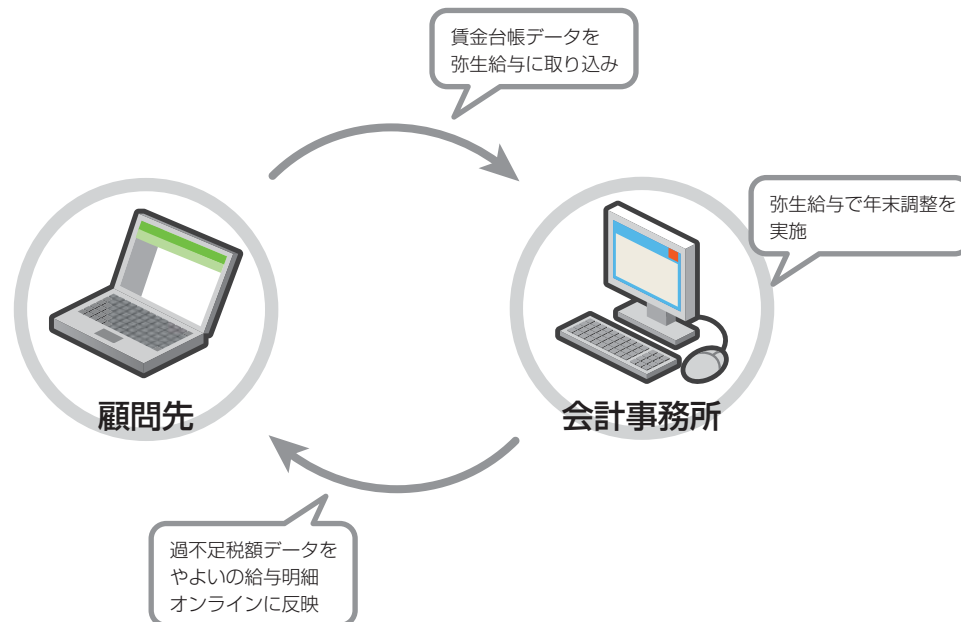 賃金台帳データを
弥生給与に取り込み
弥生給与で年末調整を
実施
顧問先
会計事務所
過不足税額データを
やよいの給与明細
オンラインに反映